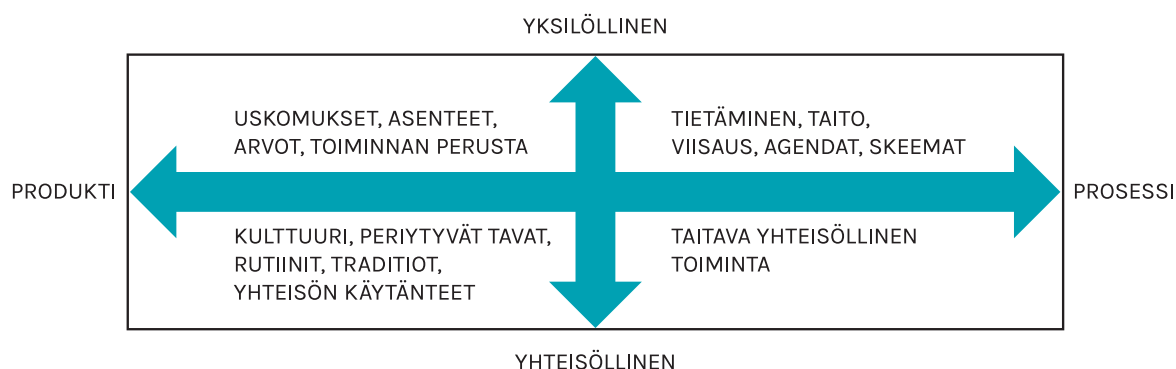 YKSILÖLLINEN
USKOMUKSET, ASENTEET,
ARVOT, TOIMINNAN PERUSTA
TIETÄMINEN, TAITO,
VIISAUS, AGENDAT, SKEEMAT
PRODUKTI
PROSESSI
KULTTUURI, PERIYTYVÄT TAVAT,
RUTIINIT, TRADITIOT,
YHTEISÖN KÄYTÄNTEET
TAITAVA YHTEISÖLLINEN
TOIMINTA
YHTEISÖLLINEN